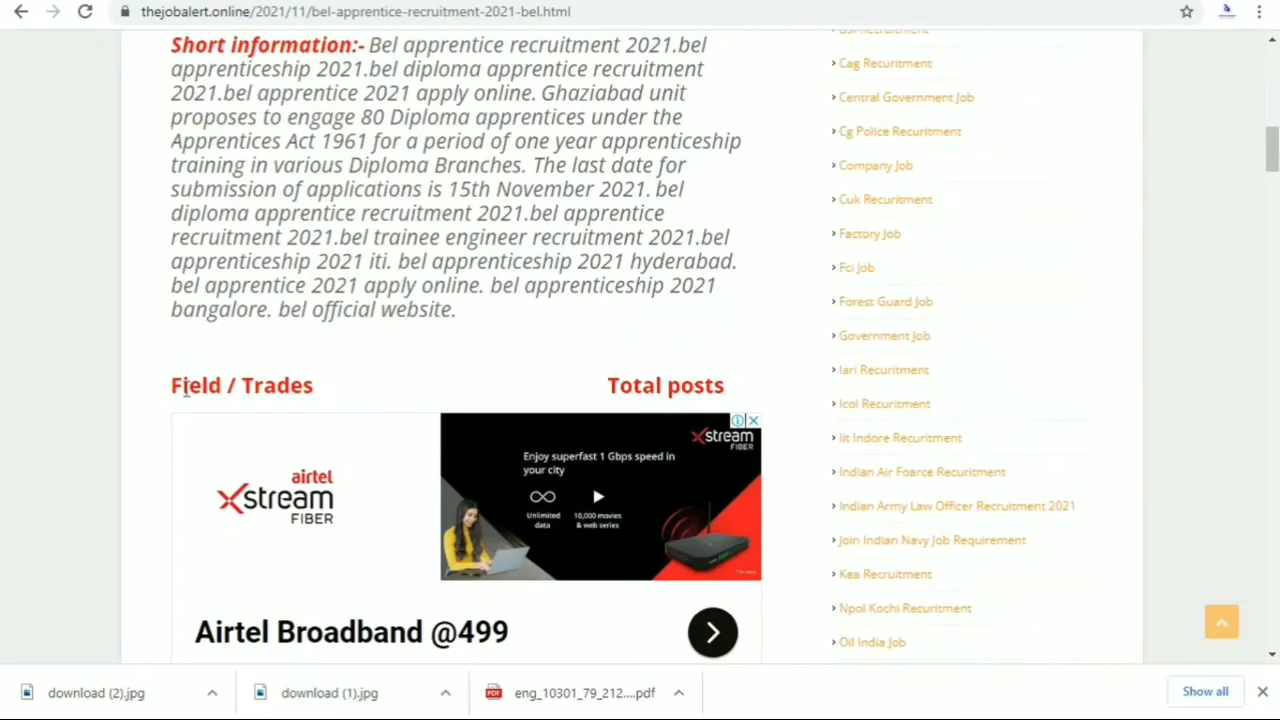 thejobalert.online/2021/11/bel-apprentice-recruitment-2021-bel.html
Short information:- Bel apprentice recruitment 2021.bel
apprenticeship 2021.bel diploma apprentice recruitment
2021.bel apprentice 2021 apply online. Ghaziabad unit
proposes to engage 80 Diploma apprentices under the
Apprentices Act 1961 for a period of one year apprenticeship
training in various Diploma Branches. The last date for
submission of applications is 15th November 2021. bel
diploma apprentice recruitment 2021.bel apprentice
recruitment 2021.bel trainee engineer recruitment 2021.bel
apprenticeship 2021 iti. bel apprenticeship 2021 hyderabad.
bel apprentice 2021 apply online. bel apprenticeship 2021
bangalore. bel official website.
Field / Trades
Total posts
airtel
Xstream
FIBER
Enjoy superfast 1 Gbps speed in
your city
Unlimited
data
10,000 movies
& web series
Xstream
FIBER
Airtel Broadband @499
Cag Recuritment
Central Government Job
Cg Police Recuritment
Company Job
Cuk Recuritment
Factory Job
Fci Job
Forest Guard Job
Government Job
Iari Recuritment
Icol Recuritment
Iit Indore Recuritment
Indian Air Foarce Recuritment
Indian Army Law Officer Recruitment 2021
Join Indian Navy Job Requirement
Kea Recruitment
Npol Kochi Recuritment
Oil India Job
download (2).jpg
download (1).jpg
PDF
eng_10301_79_212....pdf
Show all